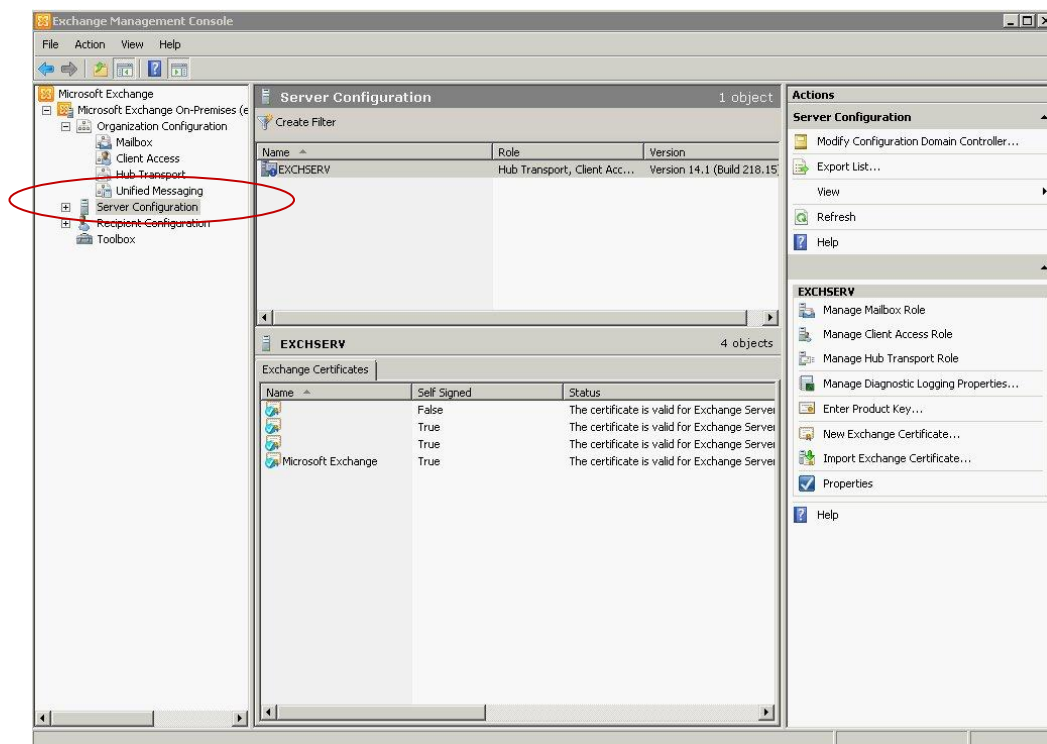 Exchange Management Console
File Action View Help
Microsoft Exchange
Microsoft Exchange On-Premises (e
Organization Configuration
Mailbox
Client Access
Hub Transport
Unified Messaging
Server Configuration
Recipient Configuration
Toolbox
Server Configuration 1 object
Create Filter
Name Role Version
EXCHSERV Hub Transport, Client Acc... Version 14.1 (Build 218.15
EXCHSERV 4 objects
Exchange Certificates
Name Self Signed Status
False The certificate is valid for Exchange Server
True The certificate is valid for Exchange Server
True The certificate is valid for Exchange Server
Microsoft Exchange True The certificate is valid for Exchange Server
Actions
Server Configuration
Modify Configuration Domain Controller...
Export List...
View
Refresh
Help
EXCHSERV
Manage Mailbox Role
Manage Client Access Role
Manage Hub Transport Role
Manage Diagnostic Logging Properties...
Enter Product Key...
New Exchange Certificate...
Import Exchange Certificate...
Properties
Help